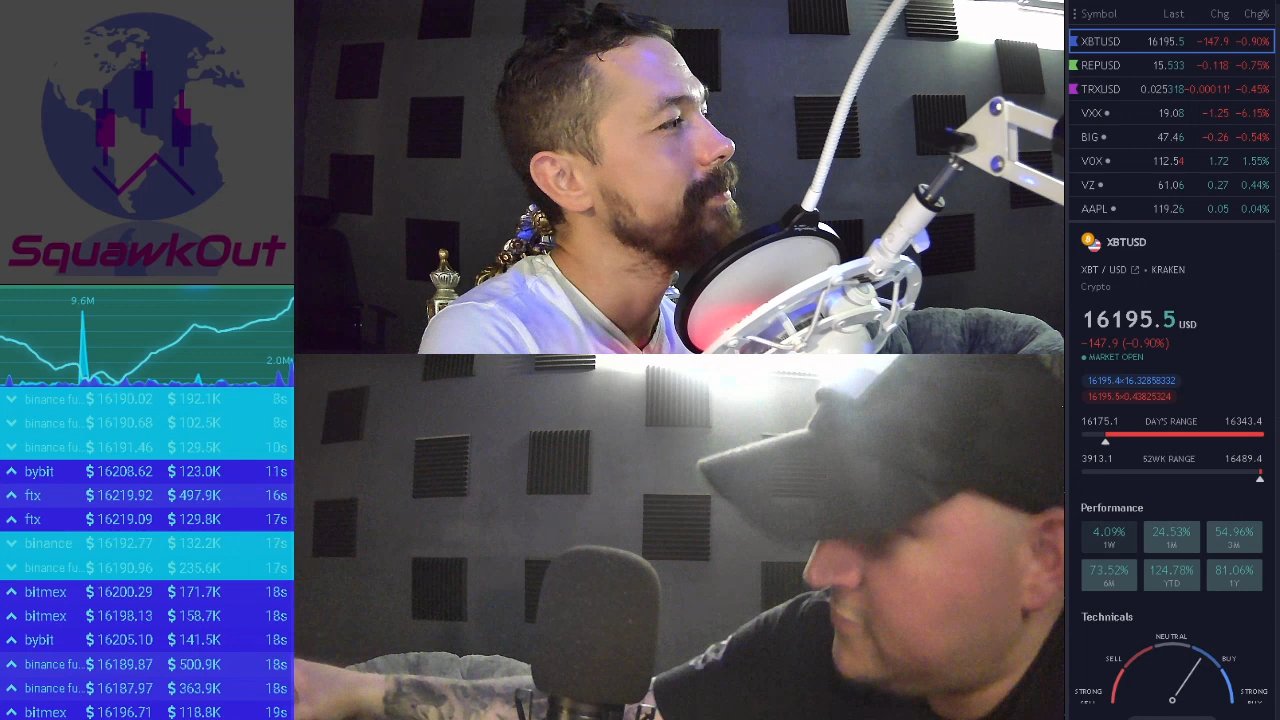 SquawkOut
9.6M
2.0M
binance fu.. $ 16190.02 $ 192.1K 8s
binance fu.. $ 16190.68 $ 102.5K 8s
binance fu.. $ 16191.46 $ 129.5K 10s
bybit $ 16208.62 $ 123.0K 11s
ftx $ 16219.92 $ 497.9K 16s
ftx $ 16219.09 $ 129.8K 17s
binance $ 16192.77 $ 132.2K 17s
binance fu.. $ 16190.96 $ 235.6K 17s
bitmex $ 16200.29 $ 171.7K 18s
bitmex $ 16198.13 $ 158.7K 18s
bybit $ 16205.10 $ 141.5K 18s
binance fu.. $ 16189.87 $ 500.9K 18s
binance fu.. $ 16187.97 $ 363.9K 18s
bitmex $ 16196.71 $ 118.8K 19s
Symbol Last Chg Chg%
XBTUSD 16195.5 −147.9 −0.90%
REPUSD 15.533 −0.118 −0.75%
TRXUSD 0.025318 −0.00011! −0.45%
VXX 19.08 −1.25 −6.15%
BIG 47.46 −0.26 −0.54%
VOX 112.54 1.72 1.55%
VZ 61.06 0.27 0.44%
AAPL 119.26 0.05 0.04%
XBTUSD
XBT / USD • KRAKEN
Crypto
16195.5 USD
−147.9 (−0.90%)
MARKET OPEN
16195.4×16.32858332
16195.5×0.43825324
16175.1 DAY'S RANGE 16343.4
3913.1 52WK RANGE 16489.4
Performance
4.09% 24.53% 54.96%
1W 1M 3M
73.52% 124.78% 81.06%
6M YTD 1Y
Technicals
NEUTRAL
SELL BUY
STRONG STRONG